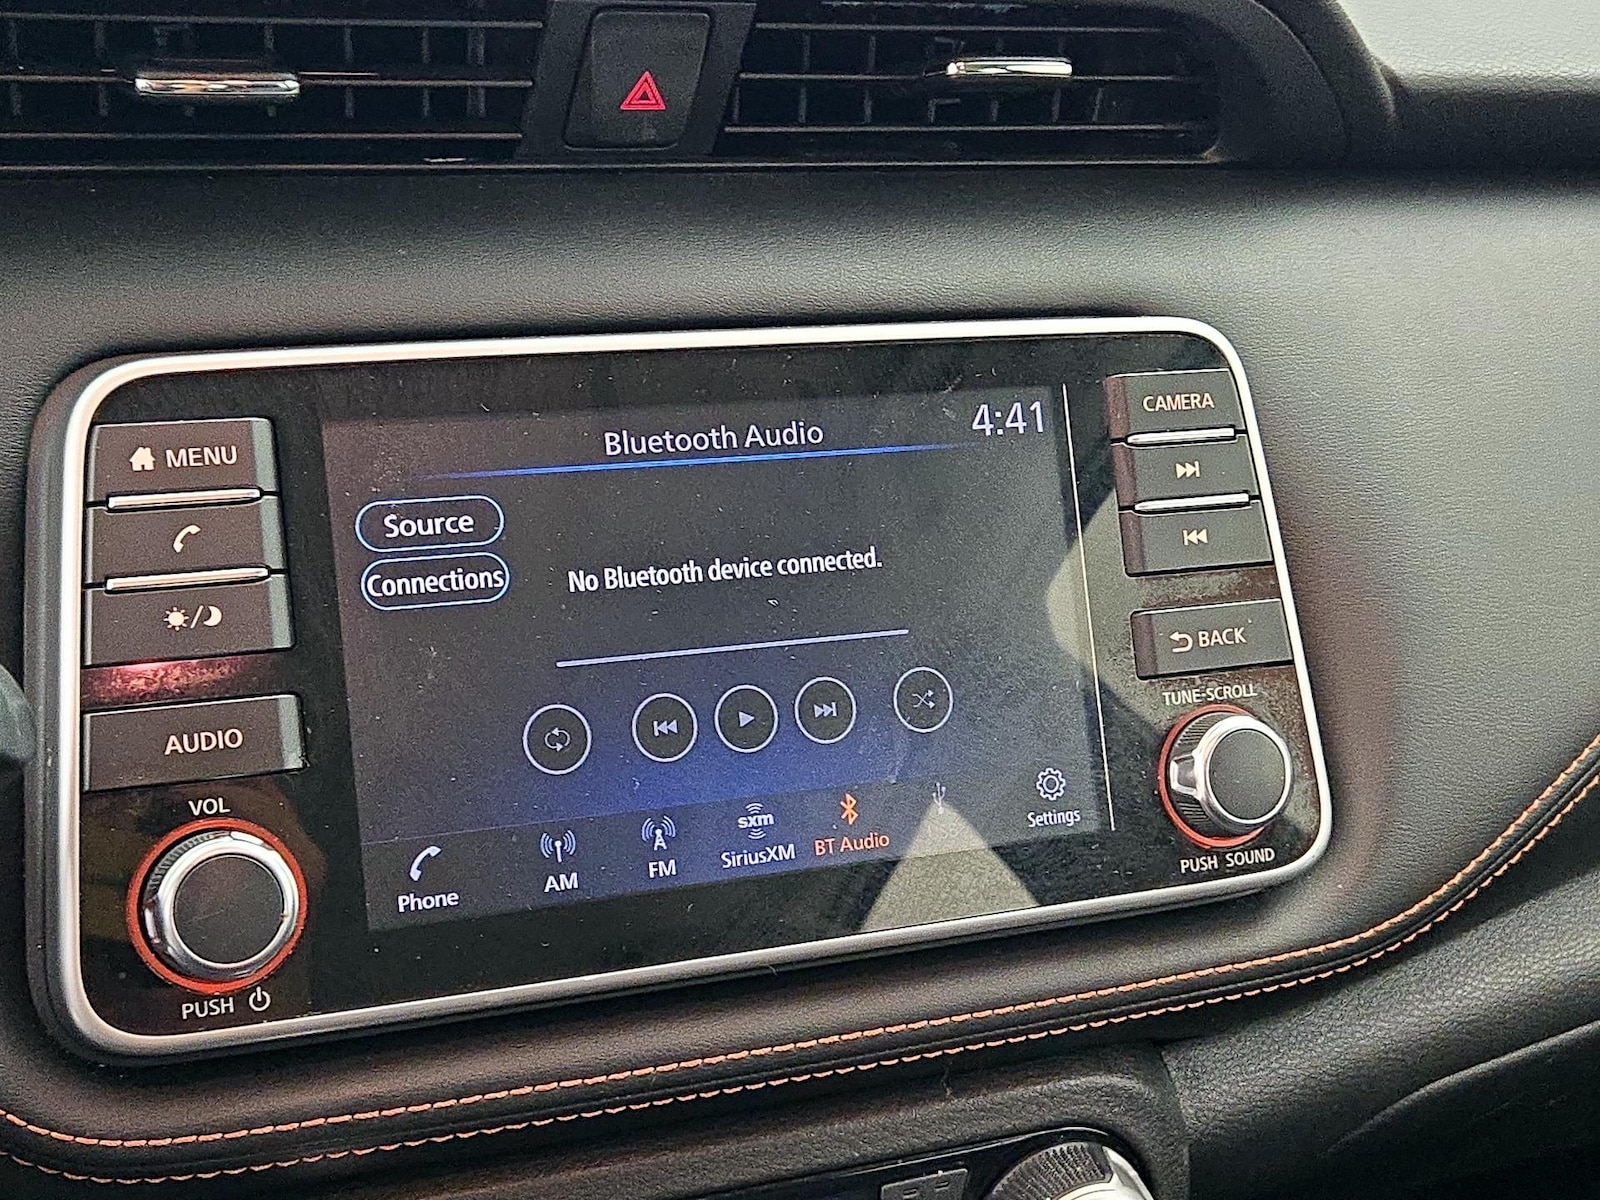 MENU
AUDIO
VOL
PUSH
Bluetooth Audio
4:41
Source
Connections
No Bluetooth device connected.
Phone
AM
FM
sxm
SiriusXM
BT Audio
Settings
CAMERA
BACK
TUNE·SCROLL
PUSH SOUND